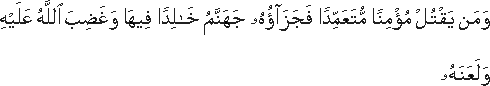 وَمَن يَقْتُلْ مُؤْمِنًا مُّتَعَمِّدًا فَجَزَآؤُهُۥ جَهَنَّمُ خَـٰلِدًا فِيهَا وَغَضِبَ ٱللَّهُ عَلَيْهِ
وَلَعَنَهُۥ